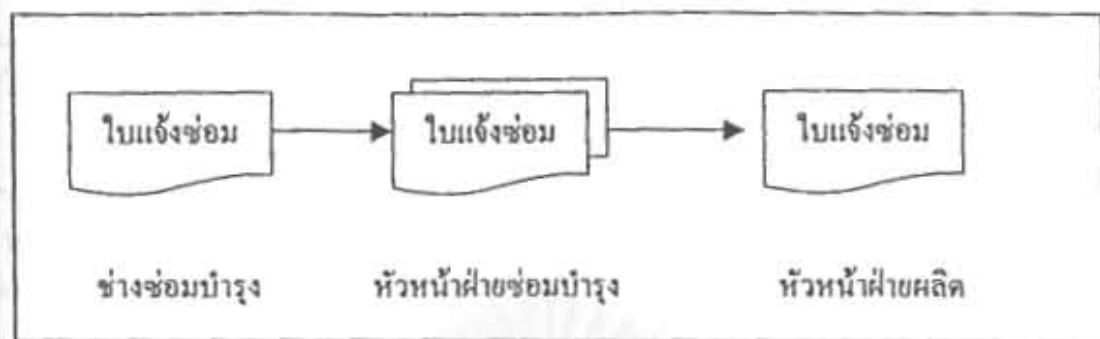 ใบแจ้งซ่อม ใบแจ้งซ่อม ใบแจ้งซ่อม
ช่างซ่อมบำรุง หัวหน้าฝ่ายซ่อมบำรุง หัวหน้าฝ่ายผลิต